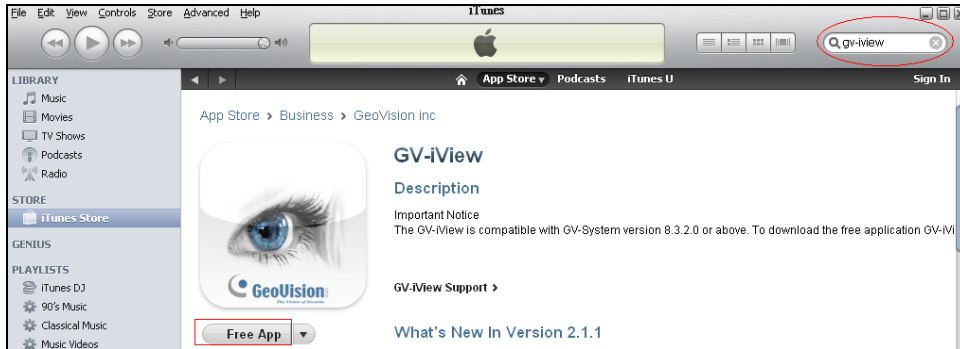 File Edit View Controls Store Advanced Help
iTunes
gv-iview
LIBRARY
Music
Movies
TV Shows
Podcasts
Radio
STORE
iTunes Store
GENIUS
PLAYLISTS
iTunes DJ
90's Music
Classical Music
Music Videos
App Store Podcasts iTunes U Sign In
App Store > Business > GeoVision inc
GeoVision
The Vision of Security
Free App
GV-iView
Description
Important Notice
The GV-iView is compatible with GV-System version 8.3.2.0 or above. To download the free application GV-iVi
GV-iView Support >
What's New In Version 2.1.1